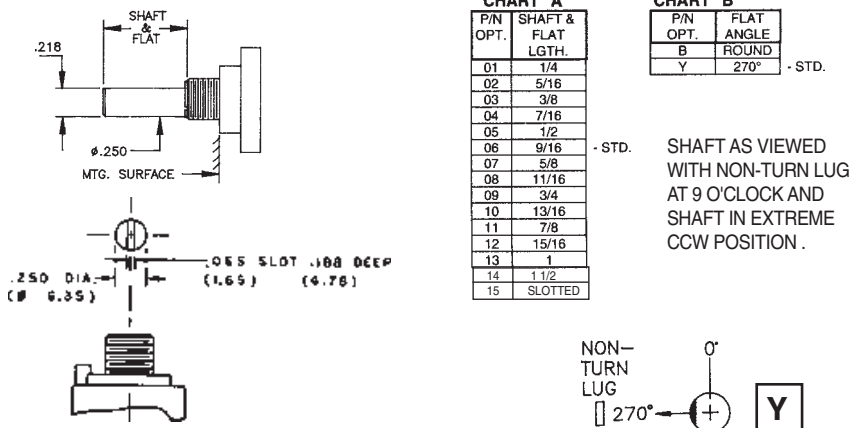 SHAFT
&
FLAT
.218
ø.250
MTG. SURFACE
.065 SLOT .188 DEEP
.250 DIA.
(1.65) (4.78)
(Ø 6.35)
CHART A
P/N OPT. SHAFT & FLAT LGTH.
01 1/4
02 5/16
03 3/8
04 7/16
05 1/2
06 9/16 - STD.
07 5/8
08 11/16
09 3/4
10 13/16
11 7/8
12 15/16
13 1
14 1 1/2
15 SLOTTED
CHART B
P/N OPT. FLAT ANGLE
B ROUND
Y 270° - STD.
SHAFT AS VIEWED
WITH NON-TURN LUG
AT 9 O'CLOCK AND
SHAFT IN EXTREME
CCW POSITION .
NON-
TURN
LUG
0°
270°
Y